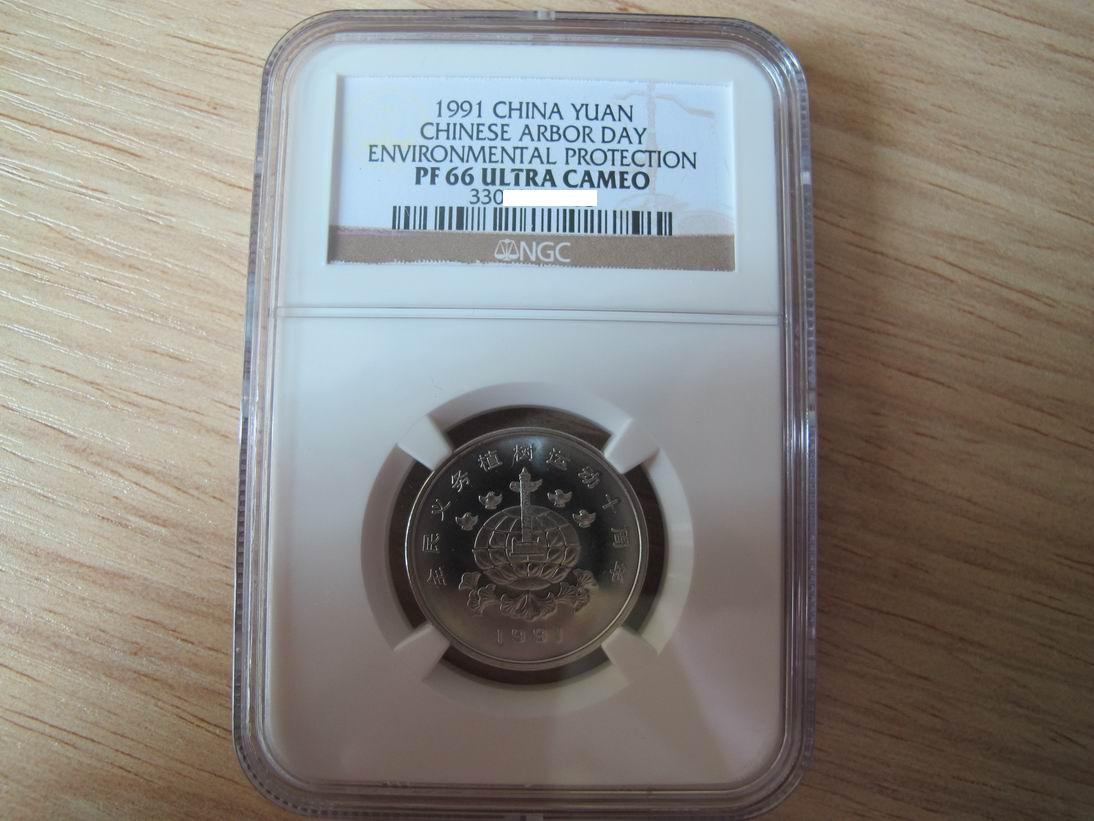 1991 CHINA YUAN
CHINESE ARBOR DAY
ENVIRONMENTAL PROTECTION
PF 66 ULTRA CAMEO
330
NGC
全民义务植树运动十周年
1991